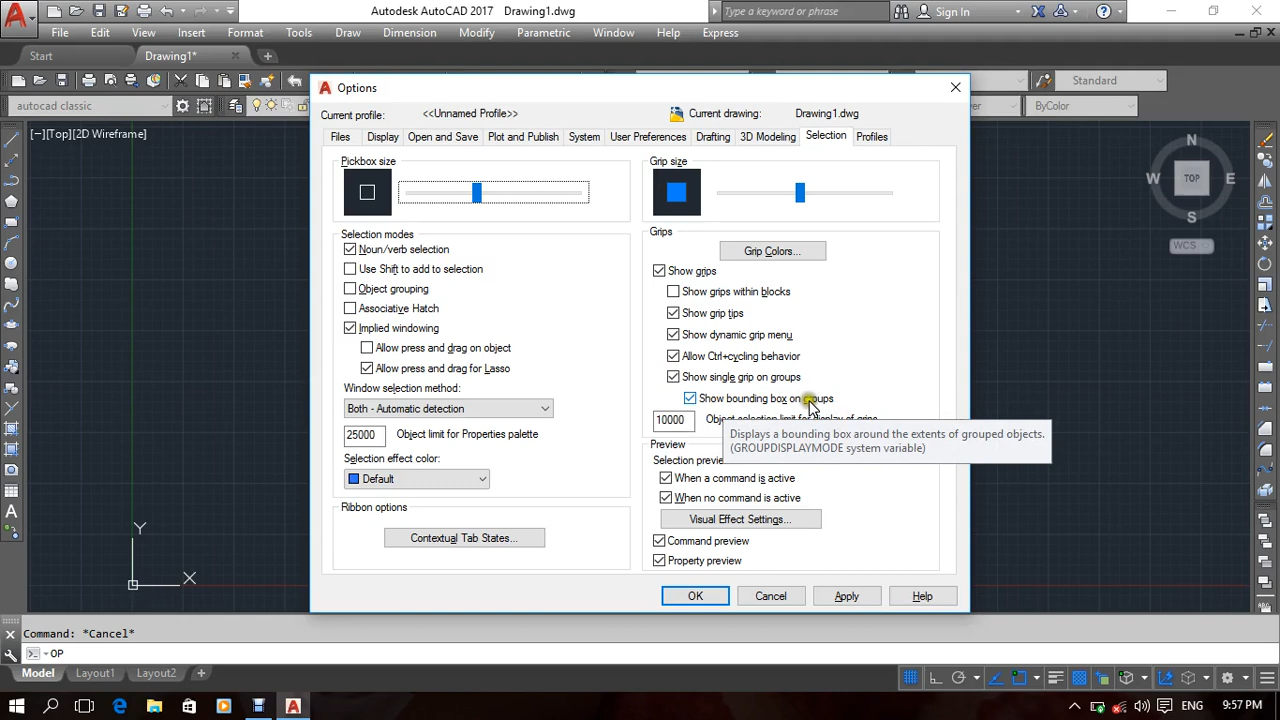 Autodesk AutoCAD 2017 Drawing1.dwg
Type a keyword or phrase
Sign In
File Edit View Insert Format Tools Draw Dimension Modify Parametric Window Help Express
Start Drawing1*
Standard
autocad classic
ByColor
[−][Top][2D Wireframe]
Options
Current profile: <<Unnamed Profile>> Current drawing: Drawing1.dwg
Files Display Open and Save Plot and Publish System User Preferences Drafting 3D Modeling Selection Profiles
Pickbox size
Selection modes
Noun/verb selection
Use Shift to add to selection
Object grouping
Associative Hatch
Implied windowing
Allow press and drag on object
Allow press and drag for Lasso
Window selection method:
Both - Automatic detection
25000 Object limit for Properties palette
Selection effect color:
Default
Ribbon options
Contextual Tab States...
Grip size
Grips
Grip Colors...
Show grips
Show grips within blocks
Show grip tips
Show dynamic grip menu
Allow Ctrl+cycling behavior
Show single grip on groups
Show bounding box on groups
10000 Object selection limit for display of grips
Displays a bounding box around the extents of grouped objects.
(GROUPDISPLAYMODE system variable)
Preview
Selection preview
When a command is active
When no command is active
Visual Effect Settings...
Command preview
Property preview
OK Cancel Apply Help
N
W TOP E
S
WCS
Y
X
Command: *Cancel*
OP
Model Layout1 Layout2
ENG 9:57 PM